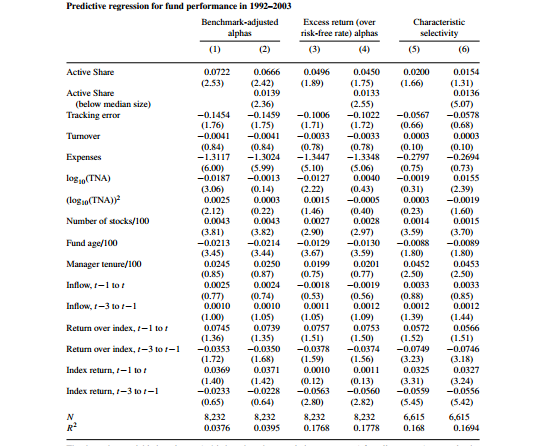 Predictive regression for fund performance in 1992–2003
Benchmark-adjusted alphas Excess return (over risk-free rate) alphas Characteristic selectivity
(1) (2) (3) (4) (5) (6)
Active Share 0.0722 0.0666 0.0496 0.0450 0.0200 0.0154
(2.53) (2.42) (1.89) (1.75) (1.66) (1.31)
Active Share 0.0139 0.0133 0.0136
(below median size) (2.36) (2.55) (5.07)
Tracking error −0.1454 −0.1459 −0.1006 −0.1022 −0.0567 −0.0578
(1.76) (1.75) (1.71) (1.72) (0.66) (0.68)
Turnover −0.0041 −0.0041 −0.0033 −0.0033 0.0003 0.0003
(0.84) (0.84) (0.78) (0.78) (0.10) (0.10)
Expenses −1.3117 −1.3024 −1.3447 −1.3348 −0.2797 −0.2694
(6.00) (5.99) (5.10) (5.06) (0.75) (0.73)
log₁₀(TNA) −0.0187 −0.0013 −0.0127 0.0040 −0.0019 0.0155
(3.06) (0.14) (2.22) (0.43) (0.31) (2.39)
(log₁₀(TNA))² 0.0025 0.0003 0.0015 −0.0005 0.0003 −0.0019
(2.12) (0.22) (1.46) (0.40) (0.23) (1.60)
Number of stocks/100 0.0043 0.0043 0.0027 0.0028 0.0014 0.0015
(3.81) (3.82) (2.90) (2.97) (3.59) (3.70)
Fund age/100 −0.0213 −0.0214 −0.0129 −0.0130 −0.0088 −0.0089
(3.45) (3.44) (3.67) (3.59) (1.80) (1.80)
Manager tenure/100 0.0245 0.0250 0.0199 0.0201 0.0452 0.0453
(0.85) (0.87) (0.75) (0.77) (2.50) (2.50)
Inflow, t−1 to t 0.0025 0.0024 −0.0018 −0.0019 0.0033 0.0033
(0.77) (0.74) (0.53) (0.56) (0.88) (0.85)
Inflow, t−3 to t−1 0.0010 0.0010 0.0011 0.0012 0.0012 0.0012
(1.00) (1.05) (1.05) (1.09) (1.39) (1.44)
Return over index, t−1 to t 0.0745 0.0739 0.0757 0.0753 0.0572 0.0566
(1.36) (1.35) (1.51) (1.50) (1.52) (1.51)
Return over index, t−3 to t−1 −0.0353 −0.0350 −0.0378 −0.0374 −0.0749 −0.0746
(1.72) (1.68) (1.59) (1.56) (3.23) (3.18)
Index return, t−1 to t 0.0369 0.0371 0.0010 0.0011 0.0325 0.0327
(1.40) (1.42) (0.12) (0.13) (3.31) (3.24)
Index return, t−3 to t−1 −0.0233 −0.0228 −0.0563 −0.0560 −0.0559 −0.0556
(0.65) (0.64) (2.80) (2.82) (5.45) (5.42)
N 8,232 8,232 8,232 8,232 6,615 6,615
R² 0.0376 0.0395 0.1768 0.1778 0.168 0.1694